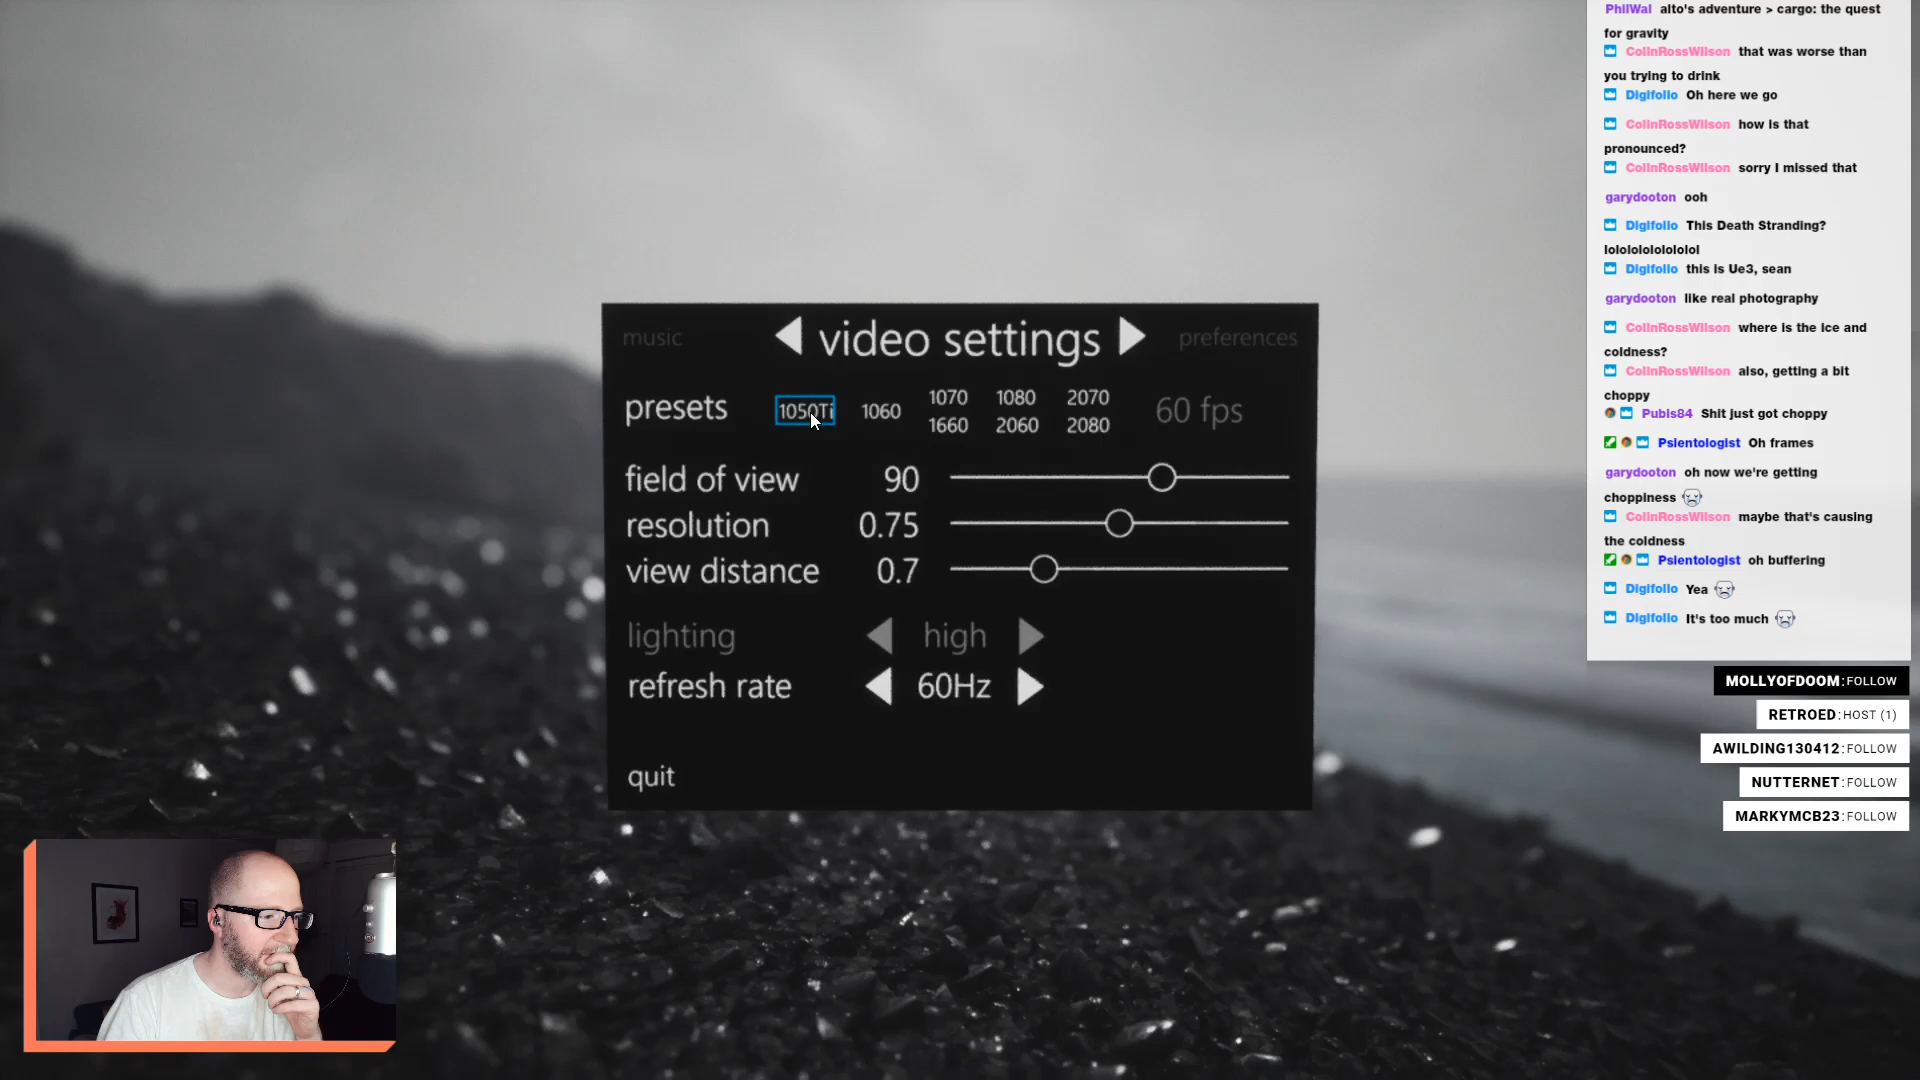 music
video settings
preferences
presets
1050Ti
1060
1070
1660
1080
2060
2070
2080
60 fps
field of view 90
resolution 0.75
view distance 0.7
lighting high
refresh rate 60Hz
quit
PhilWal alto's adventure > cargo: the quest
for gravity
ColinRossWilson that was worse than
you trying to drink
Digifolio Oh here we go
ColinRossWilson how is that
pronounced?
ColinRossWilson sorry I missed that
garydooton ooh
Digifolio This Death Stranding?
lolololololololol
Digifolio this is Ue3, sean
garydooton like real photography
ColinRossWilson where is the ice and
coldness?
ColinRossWilson also, getting a bit
choppy
Pubis84 Shit just got choppy
Psientologist Oh frames
garydooton oh now we're getting
choppiness
ColinRossWilson maybe that's causing
the coldness
Psientologist oh buffering
Digifolio Yea
Digifolio It's too much
MOLLYOFDOOM:FOLLOW
RETROED:HOST (1)
AWILDING130412:FOLLOW
NUTTERNET:FOLLOW
MARKYMCB23:FOLLOW